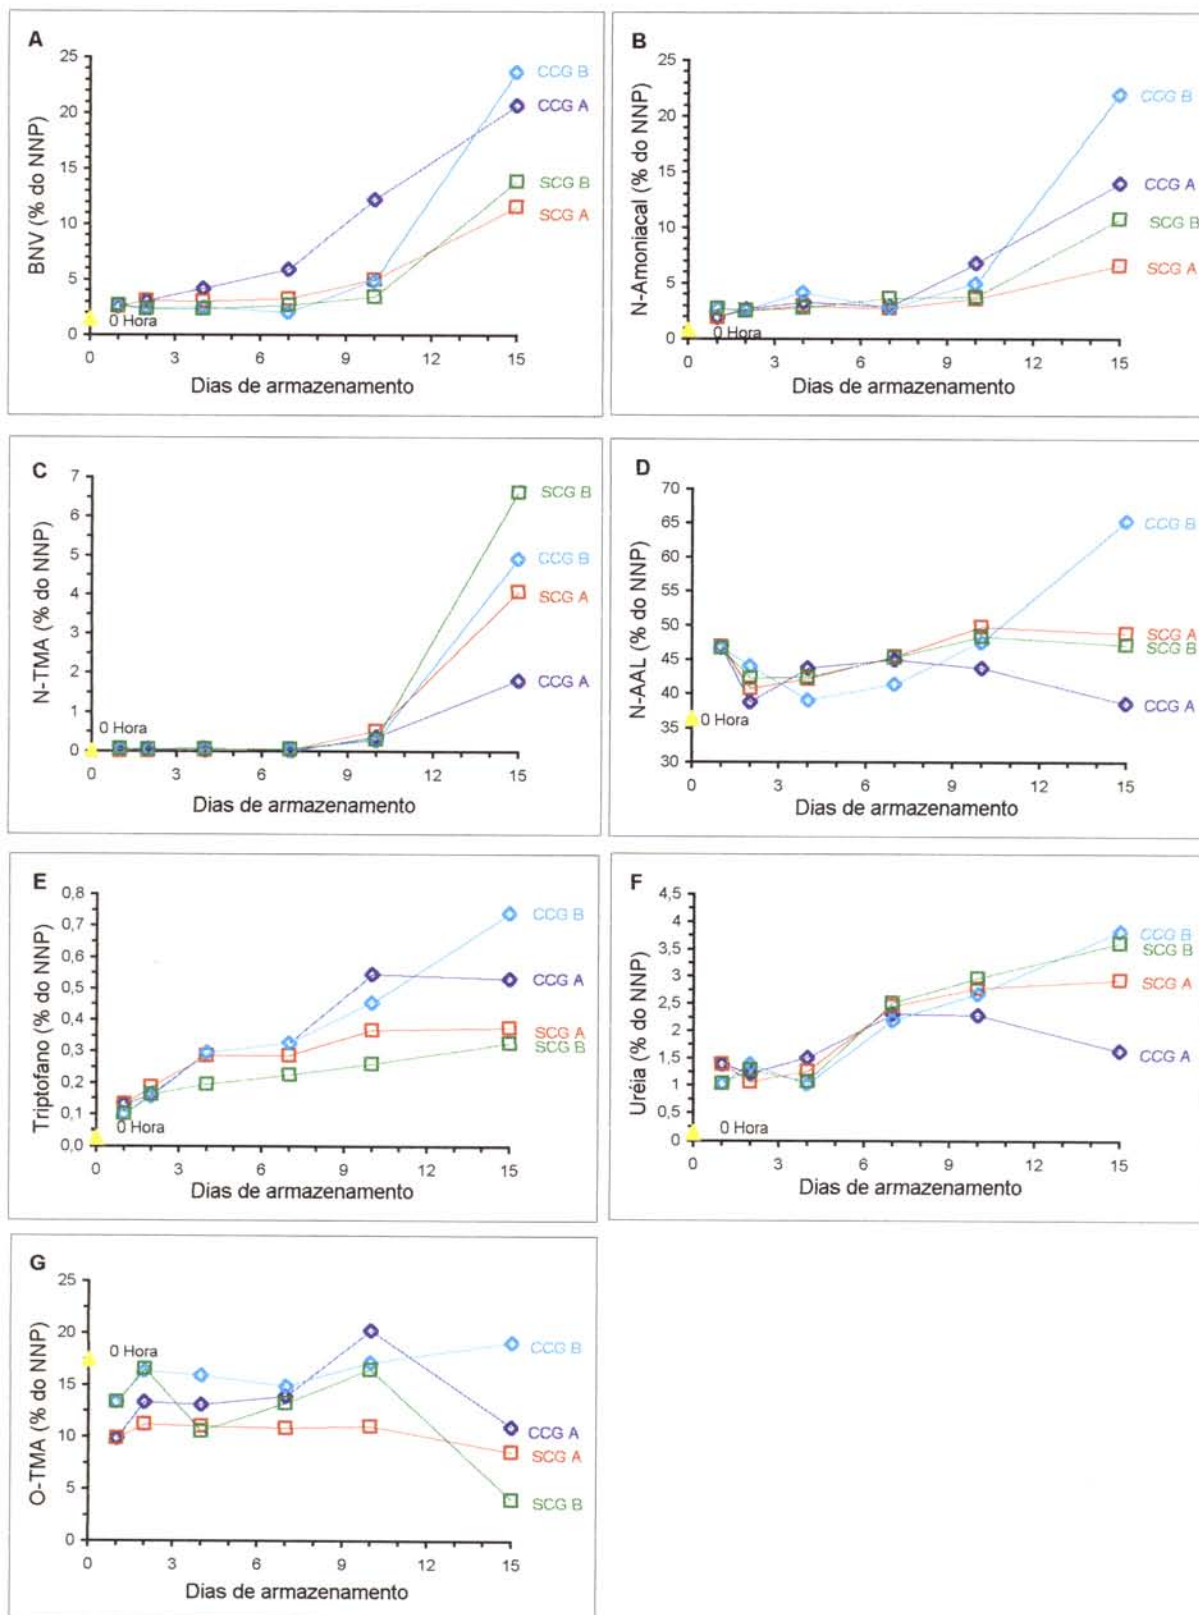 A
25
20
15
10
5
0
BNV (% do NNP)
0 Hora
CCG B
CCG A
SCG B
SCG A
0 3 6 9 12 15
Dias de armazenamento
B
25
20
15
10
5
0
N-Amoniacal (% do NNP)
0 Hora
CCG B
CCG A
SCG B
SCG A
0 3 6 9 12 15
Dias de armazenamento
C
7
6
5
4
3
2
1
0
N-TMA (% do NNP)
0 Hora
SCG B
CCG B
SCG A
CCG A
0 3 6 9 12 15
Dias de armazenamento
D
70
65
60
55
50
45
40
35
30
N-AAL (% do NNP)
0 Hora
CCG B
SCG A
SCG B
CCG A
0 3 6 9 12 15
Dias de armazenamento
E
0,8
0,7
0,6
0,5
0,4
0,3
0,2
0,1
0,0
Triptofano (% do NNP)
0 Hora
CCG B
CCG A
SCG A
SCG B
0 3 6 9 12 15
Dias de armazenamento
F
4,5
4
3,5
3
2,5
2
1,5
1
0,5
0
Uréia (% do NNP)
0 Hora
CCG B
SCG B
SCG A
CCG A
0 3 6 9 12 15
Dias de armazenamento
G
25
20
15
10
5
0
O-TMA (% do NNP)
0 Hora
CCG B
CCG A
SCG A
SCG B
0 3 6 9 12 15
Dias de armazenamento